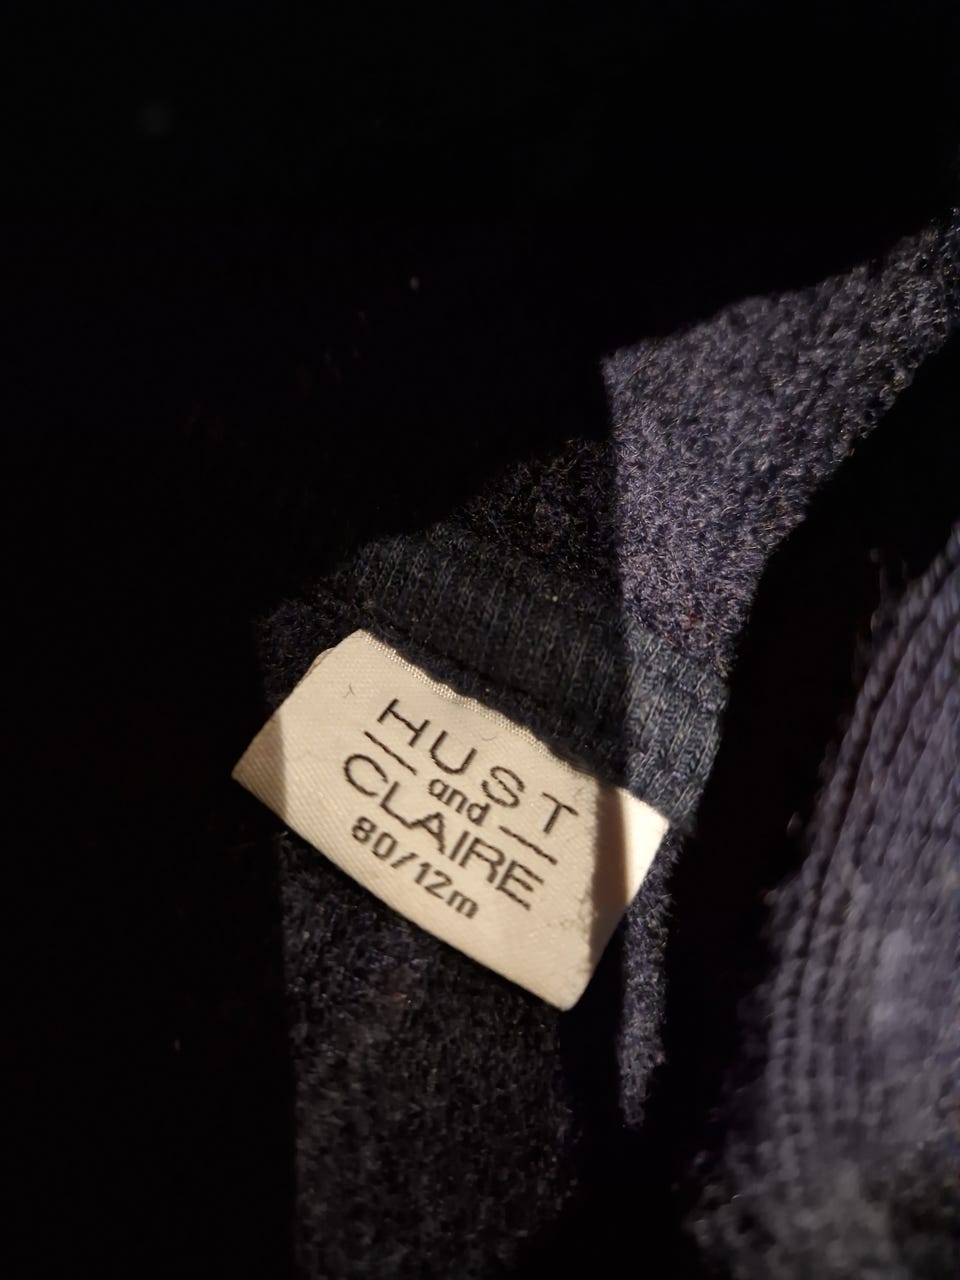 HUST
and
CLAIRE
80/12m